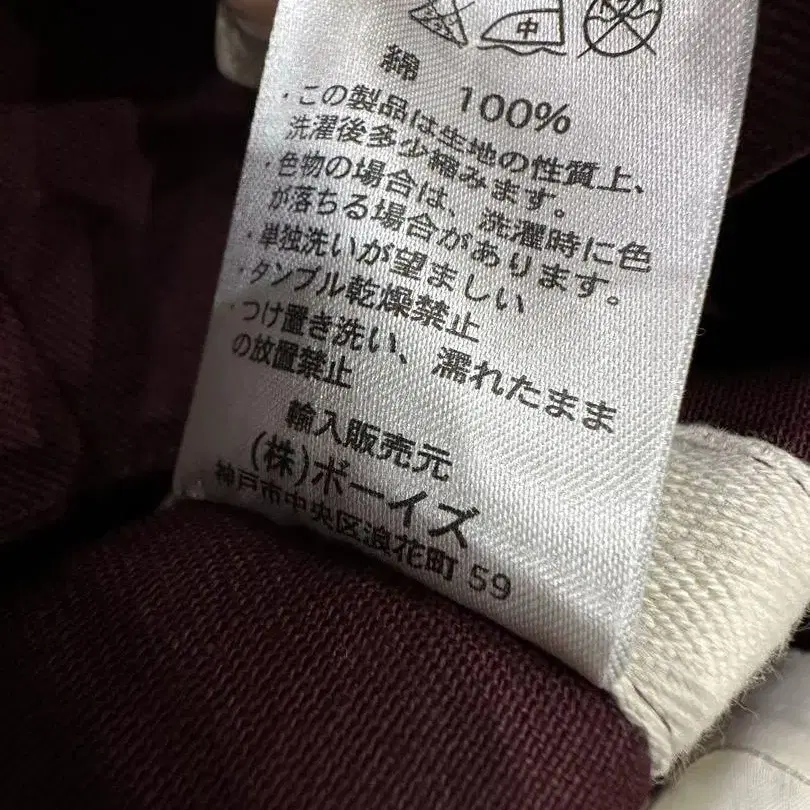 中
綿 100%
・この製品は生地の性質上、
洗濯後多少縮みます。
・色物の場合は、洗濯時に色
が落ちる場合があります。
・単独洗いが望ましい
・タンブル乾燥禁止
・つけ置き洗い、濡れたまま
の放置禁止
輸入販売元
(株)ボーイズ
神戸市中央区浪花町 59